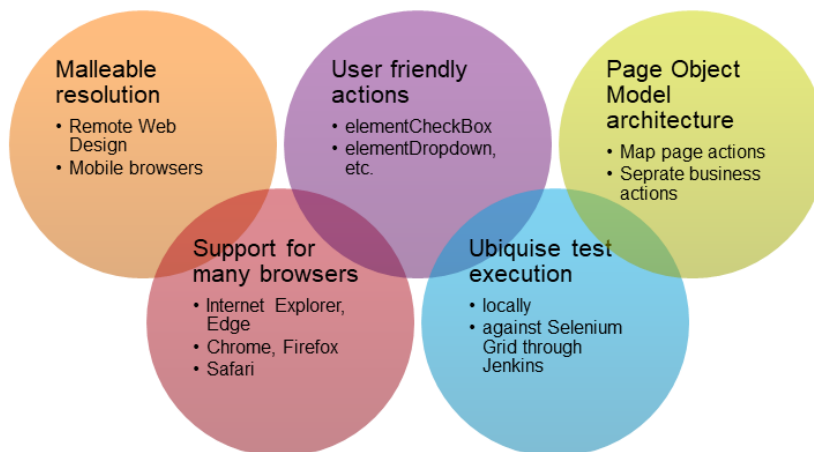 Malleable
resolution
• Remote Web
Design
• Mobile browsers
User friendly
actions
• elementCheckBox
• elementDropdown,
etc.
Page Object
Model
architecture
• Map page actions
• Seprate business
actions
Support for
many browsers
• Internet Explorer,
Edge
• Chrome, Firefox
• Safari
Ubiquise test
execution
• locally
• against Selenium
Grid through
Jenkins